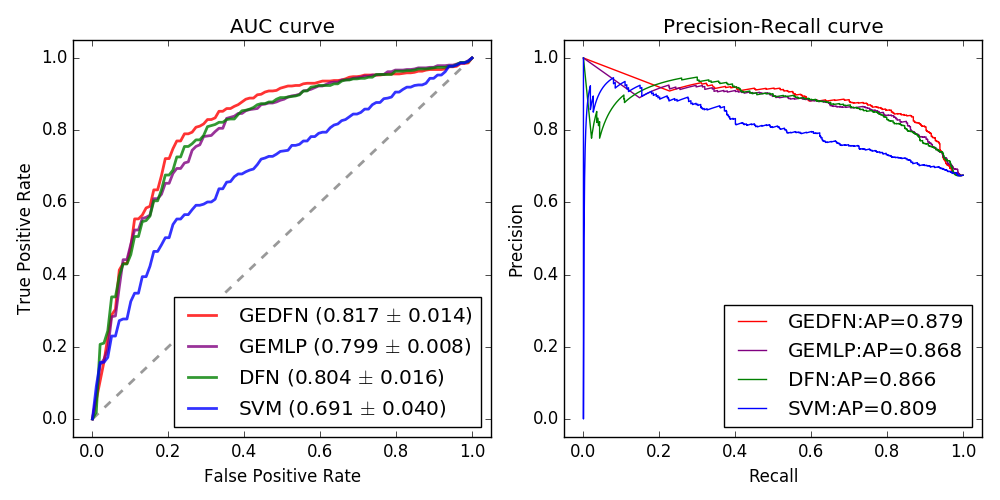 AUC curve
True Positive Rate
1.0
0.8
0.6
0.4
0.2
0.0
GEDFN (0.817 ± 0.014)
GEMLP (0.799 ± 0.008)
DFN (0.804 ± 0.016)
SVM (0.691 ± 0.040)
0.0 0.2 0.4 0.6 0.8 1.0
False Positive Rate
Precision-Recall curve
Precision
1.0
0.8
0.6
0.4
0.2
0.0
GEDFN:AP=0.879
GEMLP:AP=0.868
DFN:AP=0.866
SVM:AP=0.809
0.0 0.2 0.4 0.6 0.8 1.0
Recall